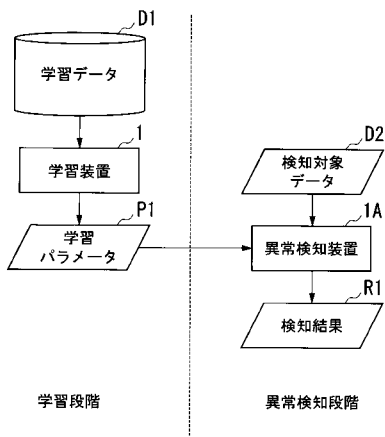 D1
学習データ
1
学習装置
P1
学習
パラメータ
学習段階
D2
検知対象
データ
1A
異常検知装置
R1
検知結果
異常検知段階